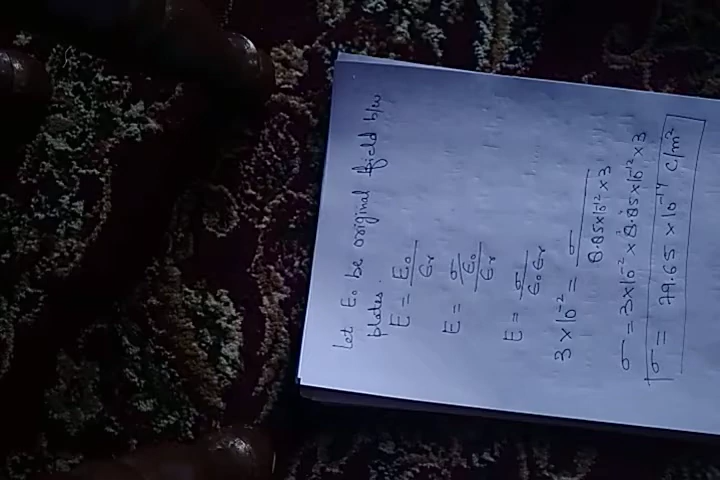 Let E₀ be original field b/w
plates.
E = E₀/Er
E = σ/ϵ₀/ϵr
E = σ/ϵ₀ϵr
3 × 10⁻² = σ/8.85×10⁻¹² × 3
σ = 3×10⁻² × 8.85×10⁻¹² × 3
σ = 79.65 × 10⁻¹⁴ C/m²